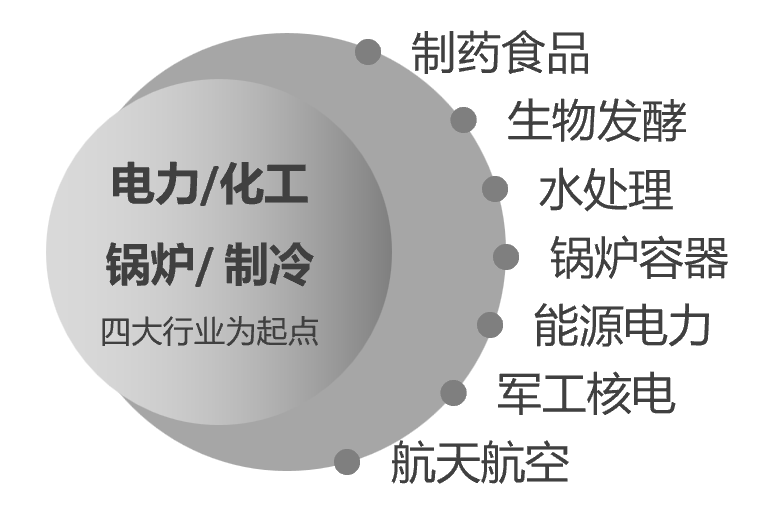 电力/化工
锅炉/ 制冷
四大行业为起点
制药食品
生物发酵
水处理
锅炉容器
能源电力
军工核电
航天航空